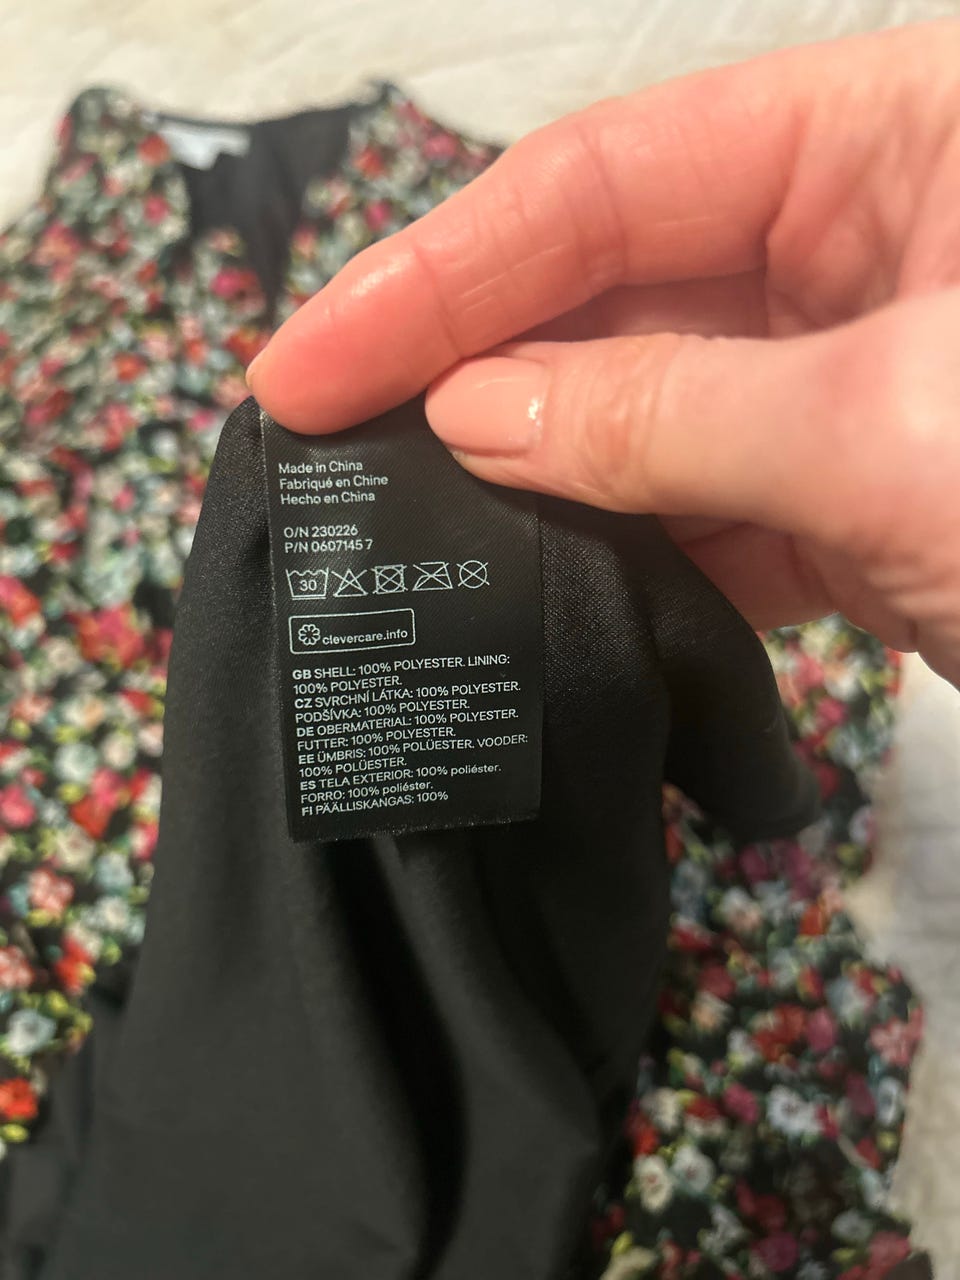 Made in China
Fabriqué en Chine
Hecho en China
O/N 230226
P/N 0607145 7
30
clevercare.info
GB SHELL: 100% POLYESTER. LINING:
100% POLYESTER.
CZ SVRCHNÍ LÁTKA: 100% POLYESTER.
PODŠÍVKA: 100% POLYESTER.
DE OBERMATERIAL: 100% POLYESTER.
FUTTER: 100% POLYESTER.
EE ÜMBRIS: 100% POLÜESTER. VOODER:
100% POLÜESTER.
ES TELA EXTERIOR: 100% poliéster.
FORRO: 100% poliéster.
FI PÄÄLLISKANGAS: 100%